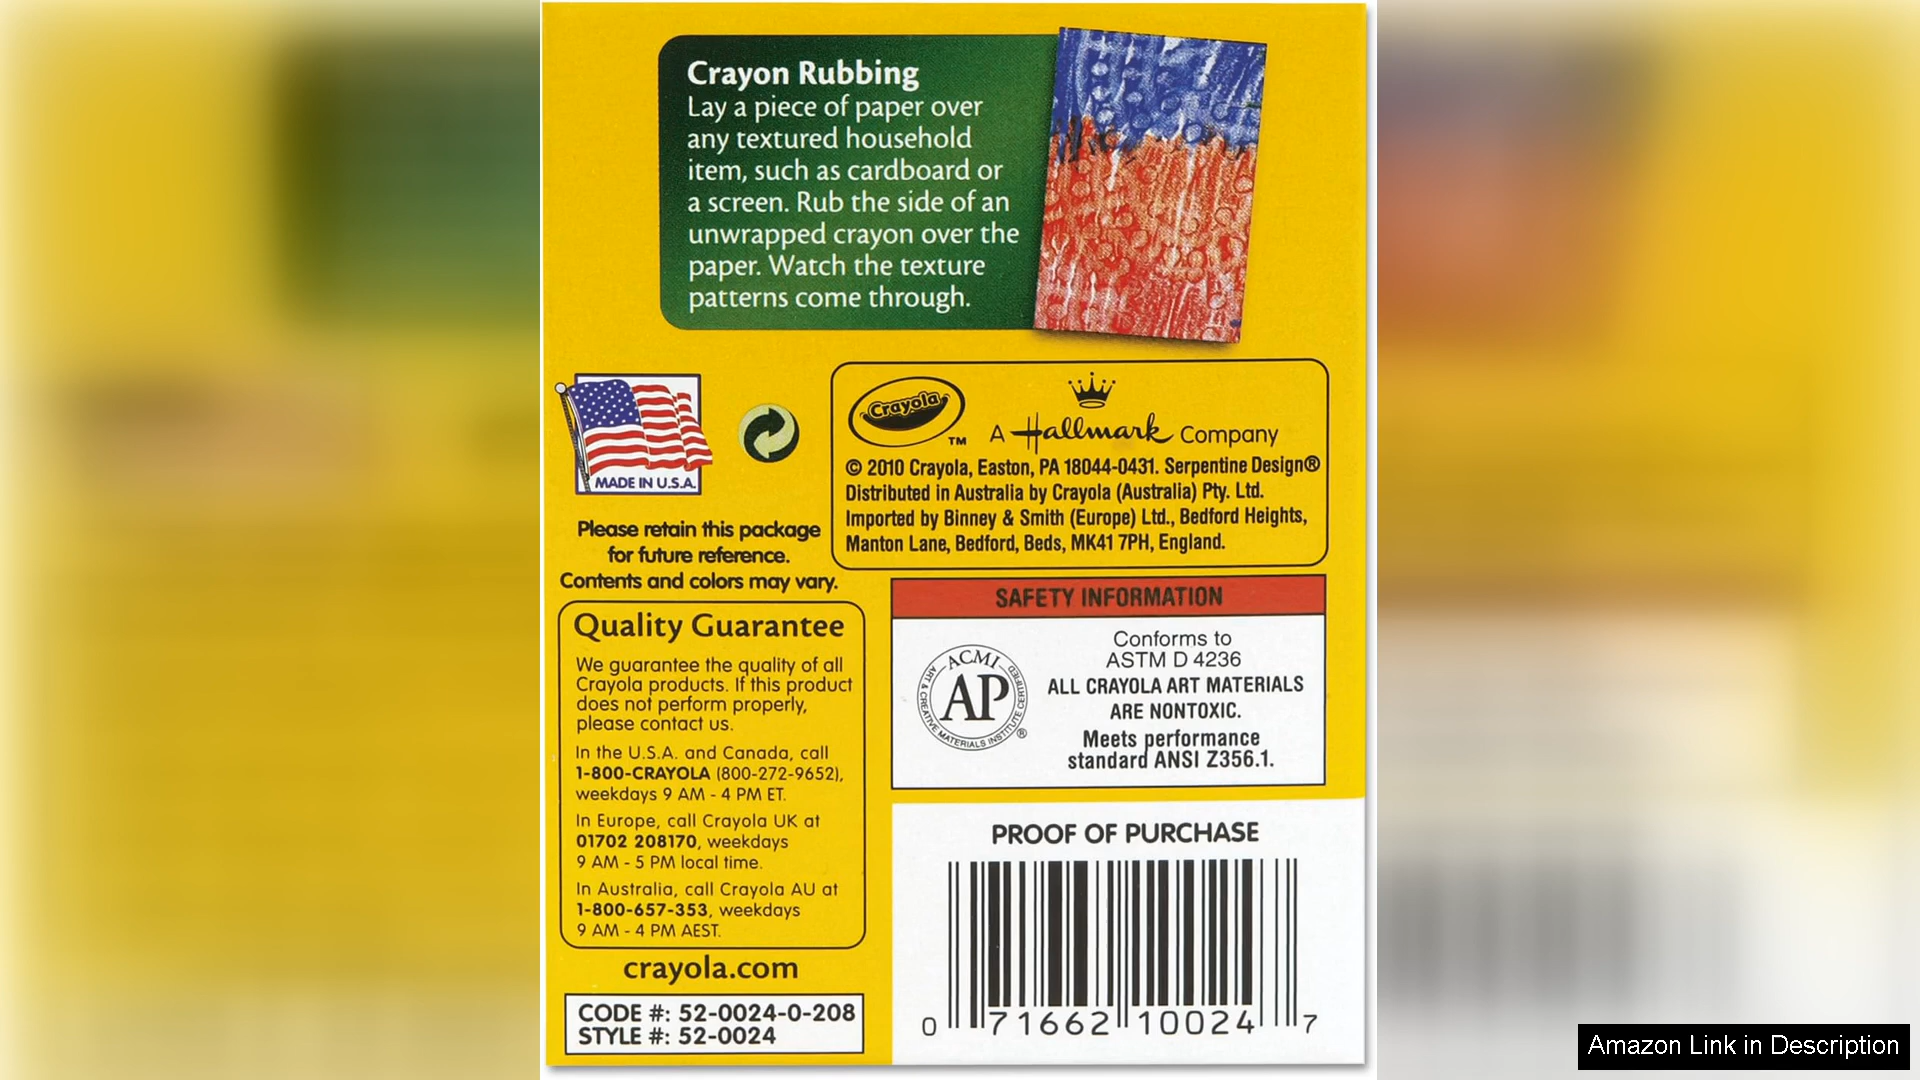 Crayon Rubbing
Lay a piece of paper over
any textured household
item, such as cardboard or
a screen. Rub the side of an
unwrapped crayon over the
paper. Watch the texture
patterns come through.
MADE IN U.S.A.
Crayola
TM
A Hallmark Company
© 2010 Crayola, Easton, PA 18044-0431. Serpentine Design®
Distributed in Australia by Crayola (Australia) Pty. Ltd.
Imported by Binney & Smith (Europe) Ltd., Bedford Heights,
Manton Lane, Bedford, Beds, MK41 7PH, England.
Please retain this package
for future reference.
Contents and colors may vary.
Quality Guarantee
We guarantee the quality of all
Crayola products. If this product
does not perform properly,
please contact us.
In the U.S.A. and Canada, call
1-800-CRAYOLA (800-272-9652),
weekdays 9 AM - 4 PM ET.
In Europe, call Crayola UK at
01702 208170, weekdays
9 AM - 5 PM local time.
In Australia, call Crayola AU at
1-800-657-353, weekdays
9 AM - 4 PM AEST.
crayola.com
CODE #: 52-0024-0-208
STYLE #: 52-0024
SAFETY INFORMATION
ACMI
AP
ART & CREATIVE MATERIALS INSTITUTE CERTIFIED
®
Conforms to
ASTM D 4236
ALL CRAYOLA ART MATERIALS
ARE NONTOXIC.
Meets performance
standard ANSI Z356.1.
PROOF OF PURCHASE
0 71662 10024 7
Amazon Link in Description